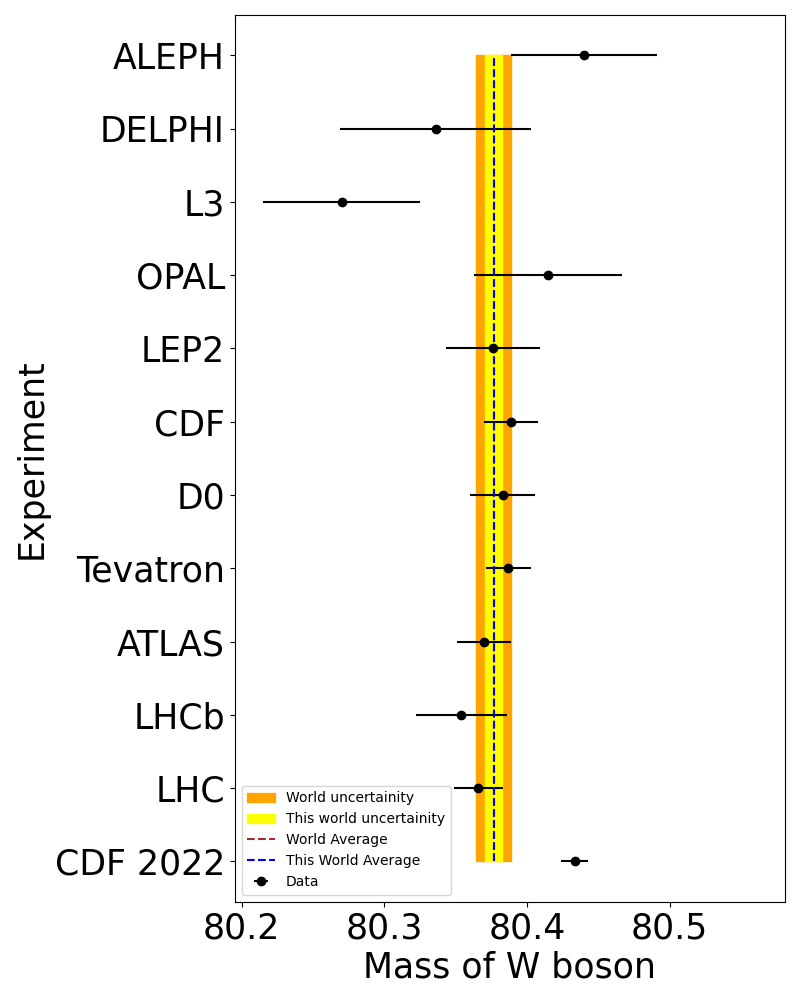 ALEPH
DELPHI
L3
OPAL
LEP2
CDF
D0
Tevatron
ATLAS
LHCb
LHC
CDF 2022
Experiment
World uncertainity
This world uncertainity
World Average
This World Average
Data
80.2 80.3 80.4 80.5
Mass of W boson